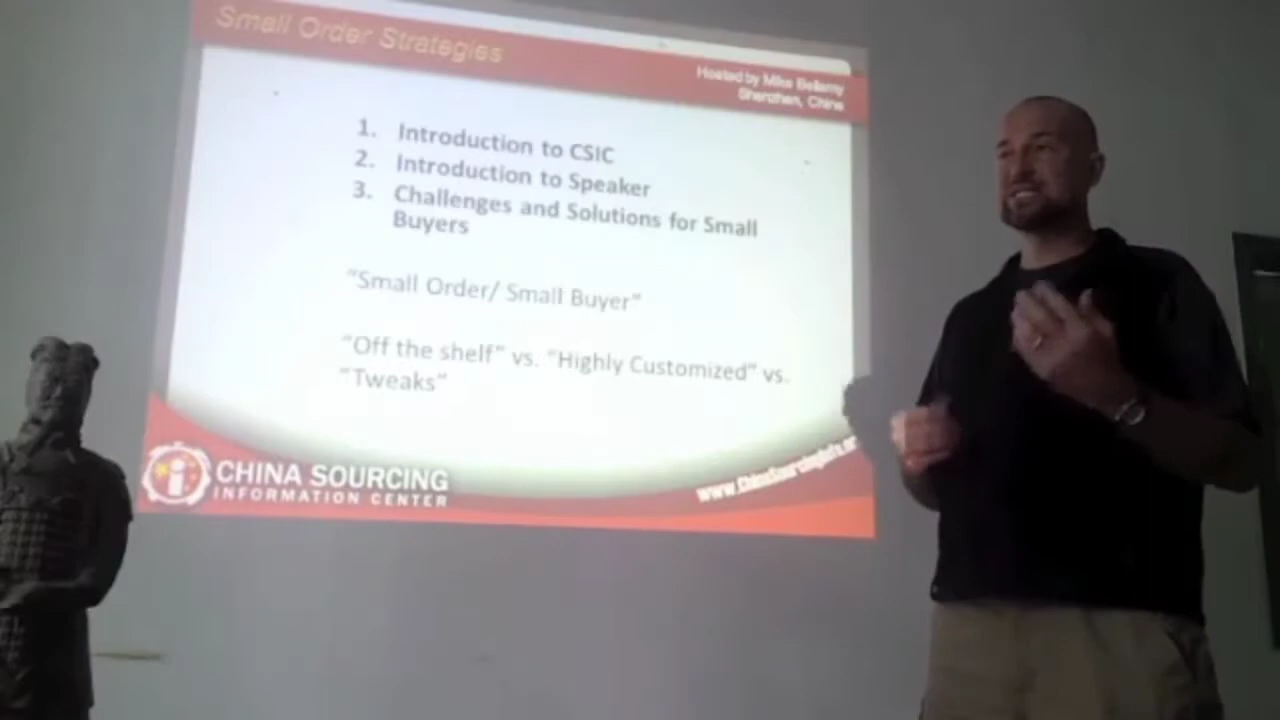 Small Order Strategies
Hosted by Mike Bellamy
Shenzhen, China
1. Introduction to CSIC
2. Introduction to Speaker
3. Challenges and Solutions for Small
Buyers
"Small Order/ Small Buyer"
"Off the shelf" vs. "Highly Customized" vs.
"Tweaks"
CHINA SOURCING
INFORMATION CENTER